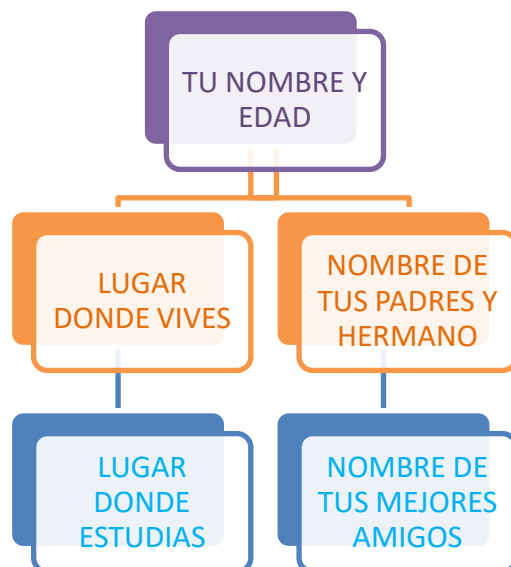 TU NOMBRE Y
EDAD
LUGAR
DONDE VIVES
NOMBRE DE
TUS PADRES Y
HERMANO
LUGAR
DONDE
ESTUDIAS
NOMBRE DE
TUS MEJORES
AMIGOS